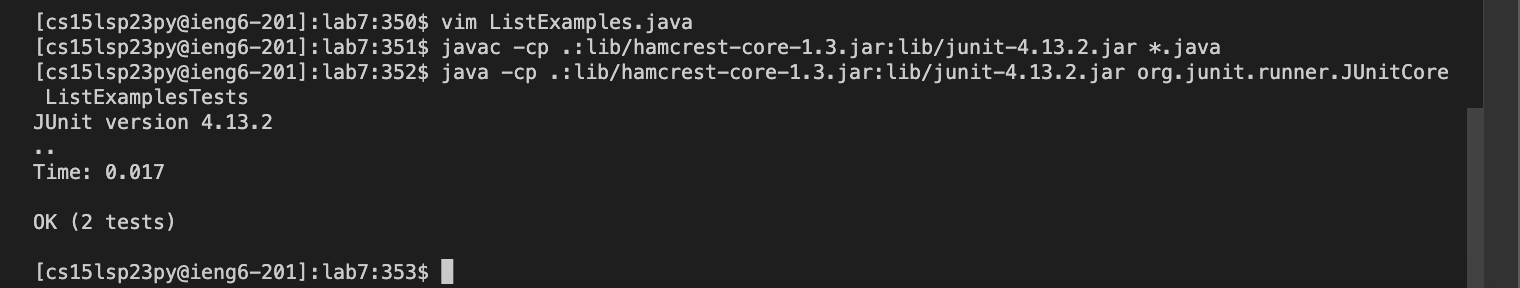 [cs15lsp23py@ieng6-201]:lab7:350$ vim ListExamples.java
[cs15lsp23py@ieng6-201]:lab7:351$ javac -cp .:lib/hamcrest-core-1.3.jar:lib/junit-4.13.2.jar *.java
[cs15lsp23py@ieng6-201]:lab7:352$ java -cp .:lib/hamcrest-core-1.3.jar:lib/junit-4.13.2.jar org.junit.runner.JUnitCore
 ListExamplesTests
JUnit version 4.13.2
..
Time: 0.017

OK (2 tests)

[cs15lsp23py@ieng6-201]:lab7:353$